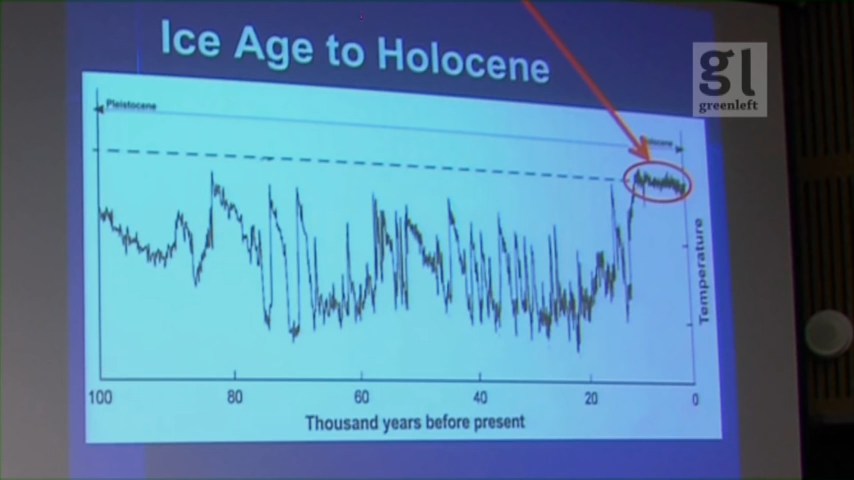 Ice Age to Holocene
gl
greenleft
Pleistocene
Holocene
Temperature
100
80
60
40
20
0
Thousand years before present